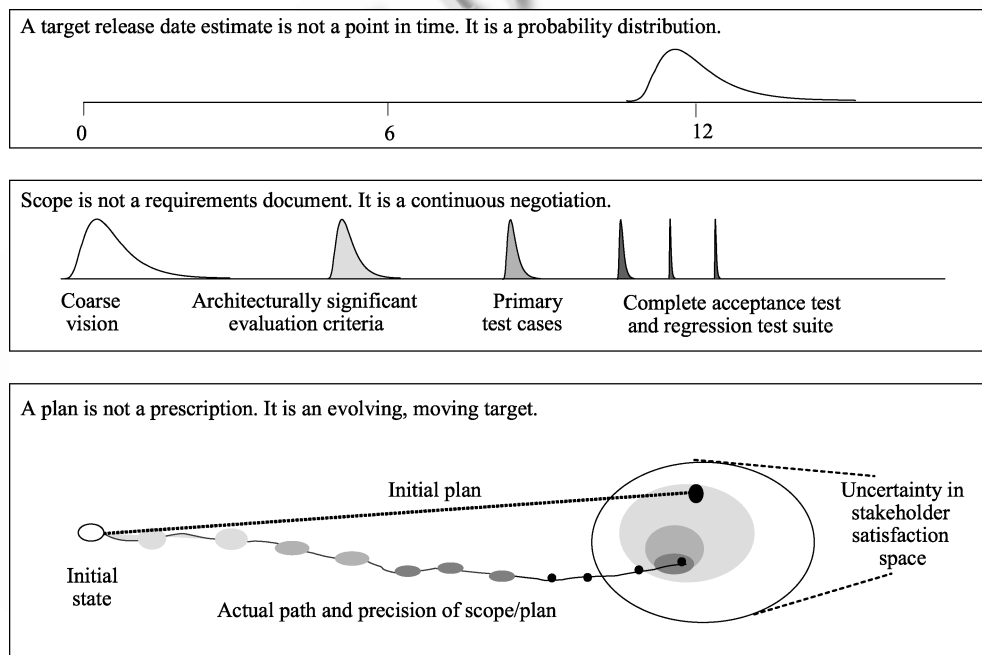 A target release date estimate is not a point in time. It is a probability distribution.
0
6
12
Scope is not a requirements document. It is a continuous negotiation.
Coarse
vision
Architecturally significant
evaluation criteria
Primary
test cases
Complete acceptance test
and regression test suite
A plan is not a prescription. It is an evolving, moving target.
Initial plan
Uncertainty in
stakeholder
satisfaction
space
Initial
state
Actual path and precision of scope/plan